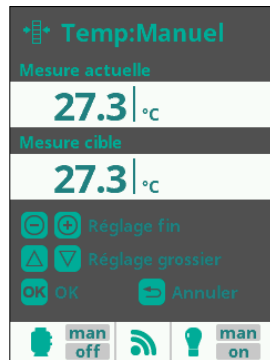 Temp:Manuel
Mesure actuelle
27.3 °C
Mesure cible
27.3 °C
Réglage fin
Réglage grossier
OK OK Annuler
man man
off on